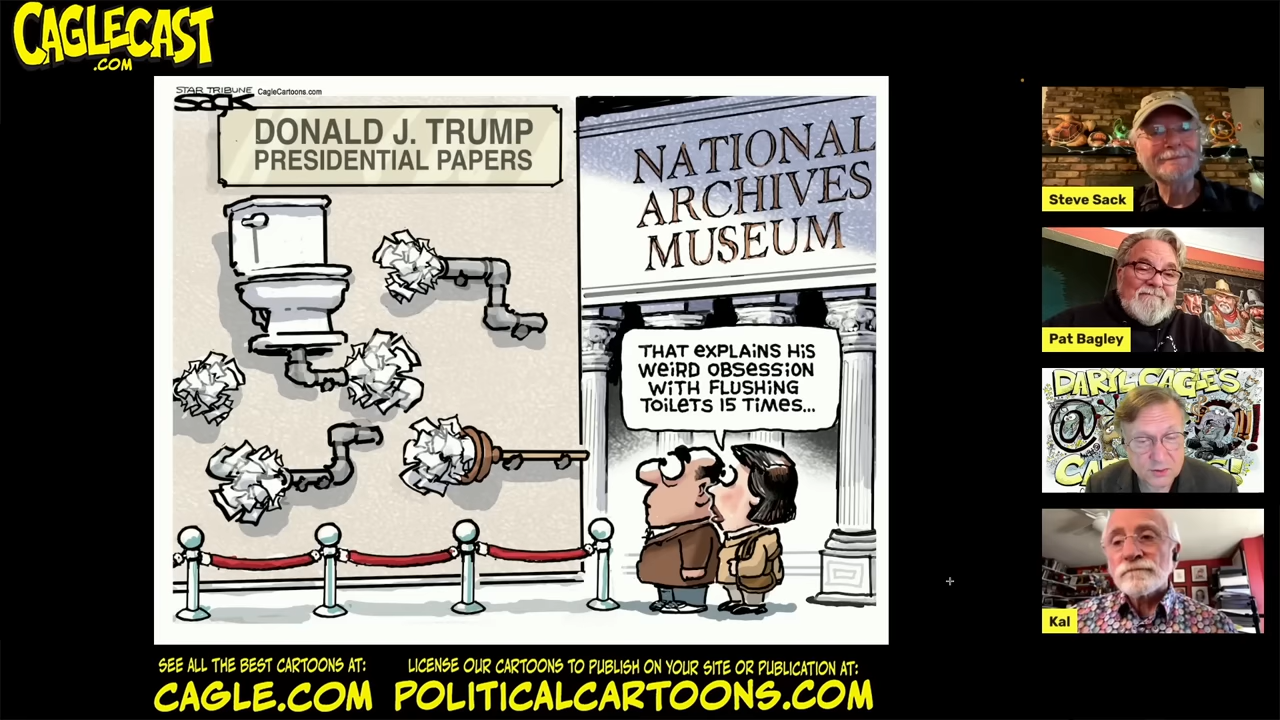 CAGLECAST
.COM
STAR TRIBUNE
SACK
CagleCartoons.com
DONALD J. TRUMP
PRESIDENTIAL PAPERS
NATIONAL
ARCHIVES
MUSEUM
THAT EXPLAINS HIS
WEIRD OBSESSION
WITH FLUSHING
TOILETS 15 TIMES...
Steve Sack
Pat Bagley
DARYL CAGLE'S
Kal
SEE ALL THE BEST CARTOONS AT:
CAGLE.COM
LICENSE OUR CARTOONS TO PUBLISH ON YOUR SITE OR PUBLICATION AT:
POLITICALCARTOONS.COM